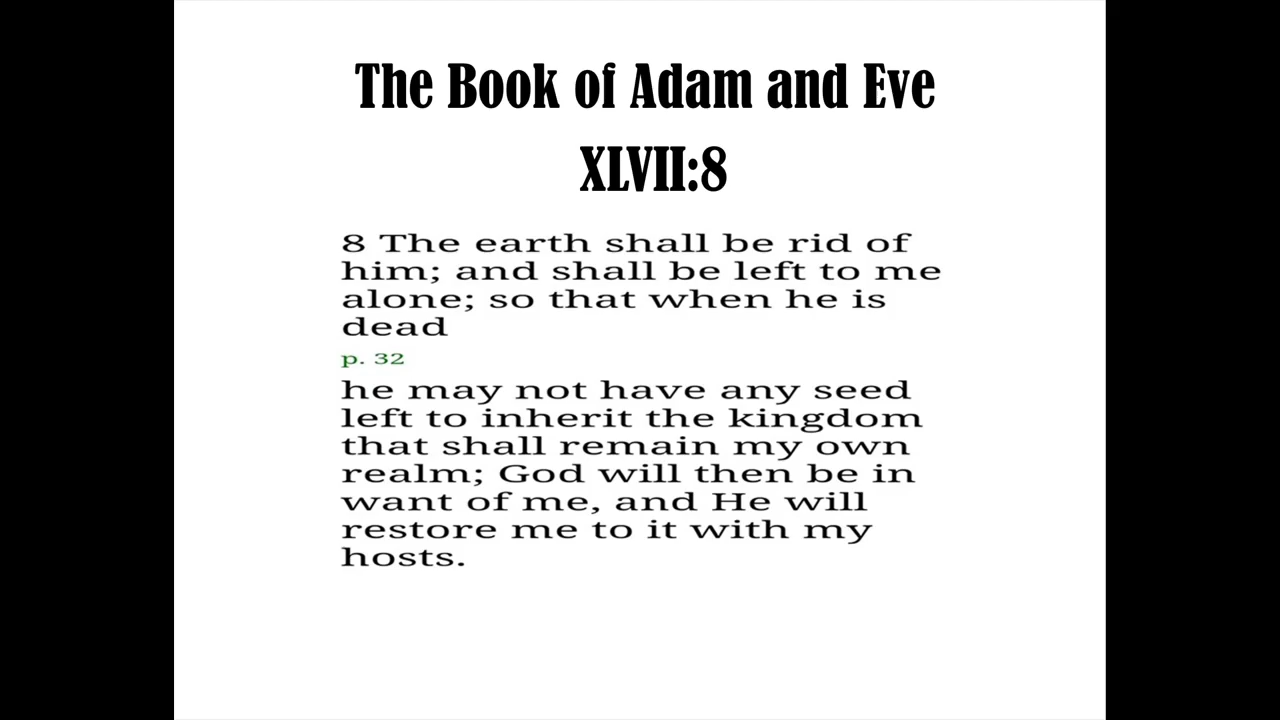 The Book of Adam and Eve
XLVII:8
8 The earth shall be rid of
him; and shall be left to me
alone; so that when he is
dead
p. 32
he may not have any seed
left to inherit the kingdom
that shall remain my own
realm; God will then be in
want of me, and He will
restore me to it with my
hosts.